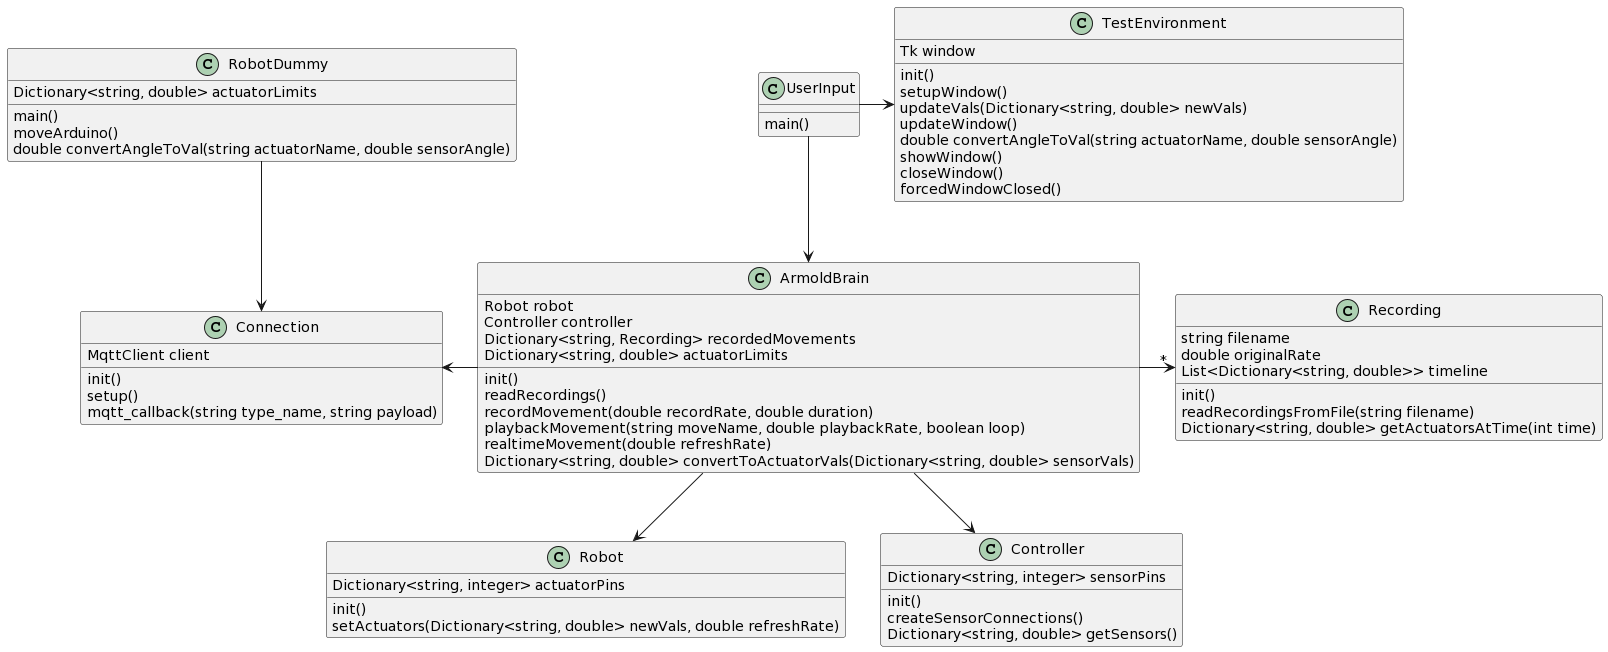 C RobotDummy
Dictionary<string, double> actuatorLimits
main()
moveArduino()
double convertAngleToVal(string actuatorName, double sensorAngle)
C UserInput
main()
C TestEnvironment
Tk window
init()
setupWindow()
updateVals(Dictionary<string, double> newVals)
updateWindow()
double convertAngleToVal(string actuatorName, double sensorAngle)
showWindow()
closeWindow()
forcedWindowClosed()
C Connection
MqttClient client
init()
setup()
mqtt_callback(string type_name, string payload)
C ArmoldBrain
Robot robot
Controller controller
Dictionary<string, Recording> recordedMovements
Dictionary<string, double> actuatorLimits
init()
readRecordings()
recordMovement(double recordRate, double duration)
playbackMovement(string moveName, double playbackRate, boolean loop)
realtimeMovement(double refreshRate)
Dictionary<string, double> convertToActuatorVals(Dictionary<string, double> sensorVals)
*
C Recording
string filename
double originalRate
List<Dictionary<string, double>> timeline
init()
readRecordingsFromFile(string filename)
Dictionary<string, double> getActuatorsAtTime(int time)
C Robot
Dictionary<string, integer> actuatorPins
init()
setActuators(Dictionary<string, double> newVals, double refreshRate)
C Controller
Dictionary<string, integer> sensorPins
init()
createSensorConnections()
Dictionary<string, double> getSensors()